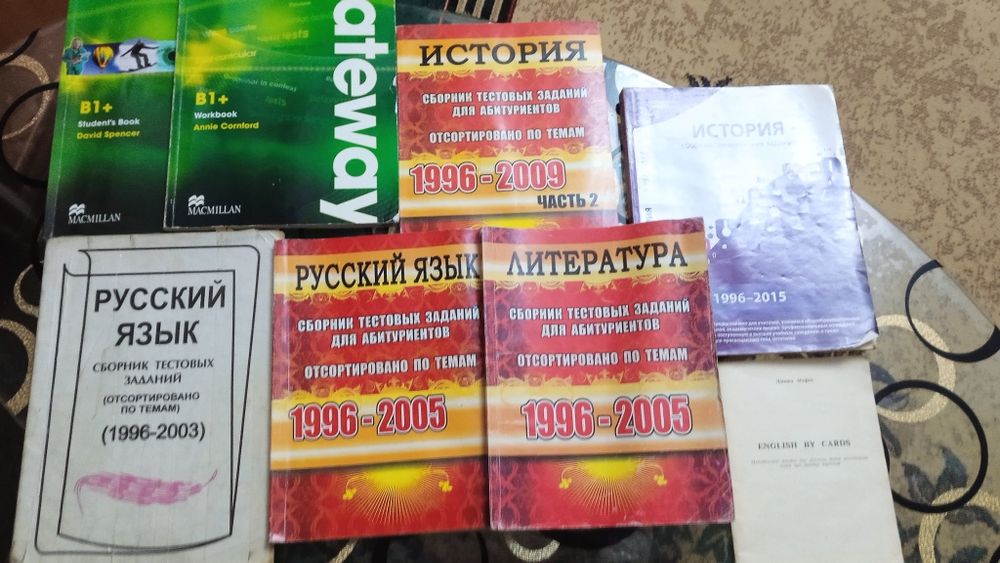 B1+
Student's Book
David Spencer
MACMILLAN
ateway
B1+
Workbook
Annie Cornford
MACMILLAN
ИСТОРИЯ
СБОРНИК ТЕСТОВЫХ ЗАДАНИЙ
ДЛЯ АБИТУРИЕНТОВ
ОТСОРТИРОВАНО ПО ТЕМАМ
1996 - 2009
ЧАСТЬ 2
ИСТОРИЯ
1996-2015
РУССКИЙ
ЯЗЫК
СБОРНИК ТЕСТОВЫХ
ЗАДАНИЙ
(ОТСОРТИРОВАНО
ПО ТЕМАМ)
(1996-2003)
РУССКИЙ ЯЗЫК
СБОРНИК ТЕСТОВЫХ ЗАДАНИЙ
ДЛЯ АБИТУРИЕНТОВ
ОТСОРТИРОВАНО ПО ТЕМАМ
1996 - 2005
ЛИТЕРАТУРА
СБОРНИК ТЕСТОВЫХ ЗАДАНИЙ
ДЛЯ АБИТУРИЕНТОВ
ОТСОРТИРОВАНО ПО ТЕМАМ
1996 - 2005
ENGLISH BY CARDS